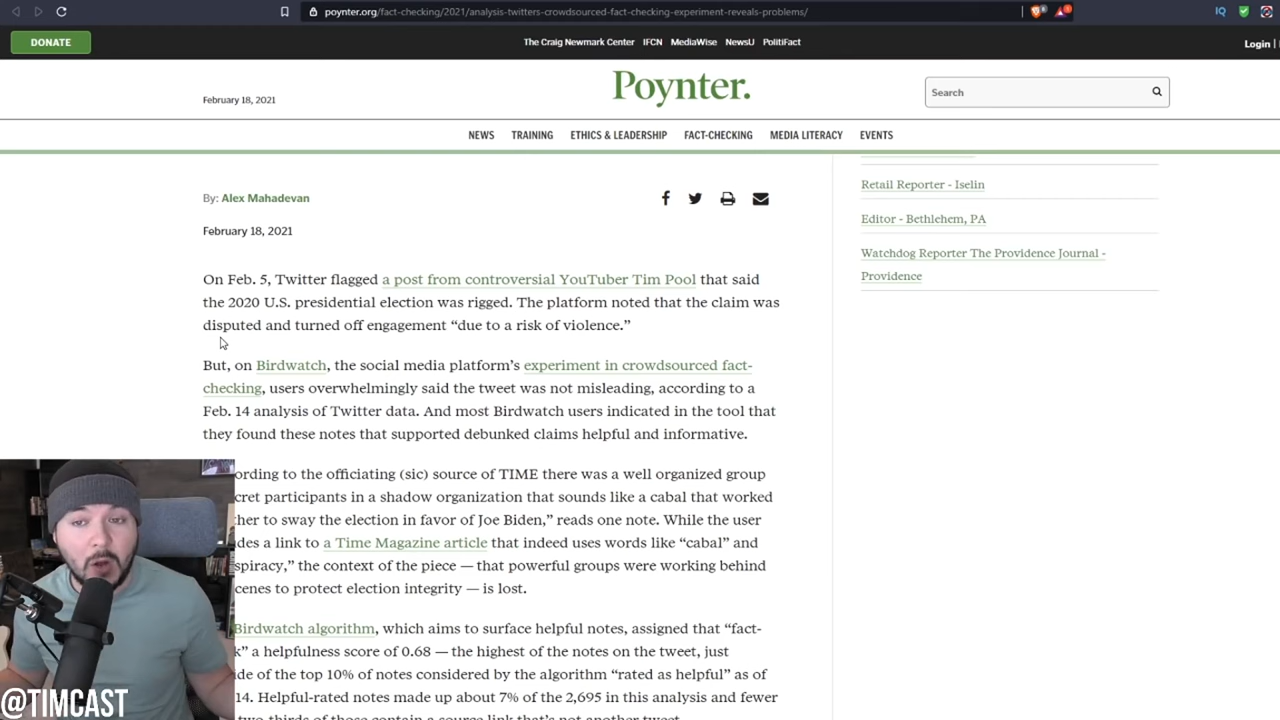 poynter.org/fact-checking/2021/analysis-twitters-crowdsourced-fact-checking-experiment-reveals-problems/
DONATE
The Craig Newmark Center IFCN MediaWise NewsU PolitiFact
Login |
February 18, 2021
Poynter.
Search
NEWS TRAINING ETHICS & LEADERSHIP FACT-CHECKING MEDIA LITERACY EVENTS
By: Alex Mahadevan
February 18, 2021
On Feb. 5, Twitter flagged a post from controversial YouTuber Tim Pool that said
the 2020 U.S. presidential election was rigged. The platform noted that the claim was
disputed and turned off engagement “due to a risk of violence.”
But, on Birdwatch, the social media platform’s experiment in crowdsourced fact-
checking, users overwhelmingly said the tweet was not misleading, according to a
Feb. 14 analysis of Twitter data. And most Birdwatch users indicated in the tool that
they found these notes that supported debunked claims helpful and informative.
ording to the officiating (sic) source of TIME there was a well organized group
cret participants in a shadow organization that sounds like a cabal that worked
her to sway the election in favor of Joe Biden,” reads one note. While the user
des a link to a Time Magazine article that indeed uses words like “cabal” and
spiracy,” the context of the piece — that powerful groups were working behind
cenes to protect election integrity — is lost.
Birdwatch algorithm, which aims to surface helpful notes, assigned that “fact-
k” a helpfulness score of 0.68 — the highest of the notes on the tweet, just
ide of the top 10% of notes considered by the algorithm “rated as helpful” as of
14. Helpful-rated notes made up about 7% of the 2,695 in this analysis and fewer
two-thirds of those contain a source link that’s not another tweet.
Retail Reporter - Iselin
Editor - Bethlehem, PA
Watchdog Reporter The Providence Journal -
Providence
@TIMCAST